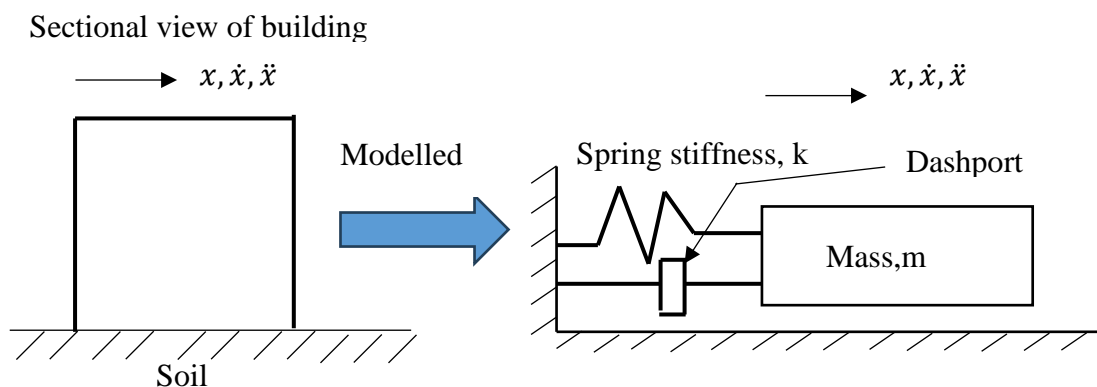 Sectional view of building
x, ẋ, ẍ
x, ẋ, ẍ
Modelled
Spring stiffness, k
Dashport
Mass,m
Soil